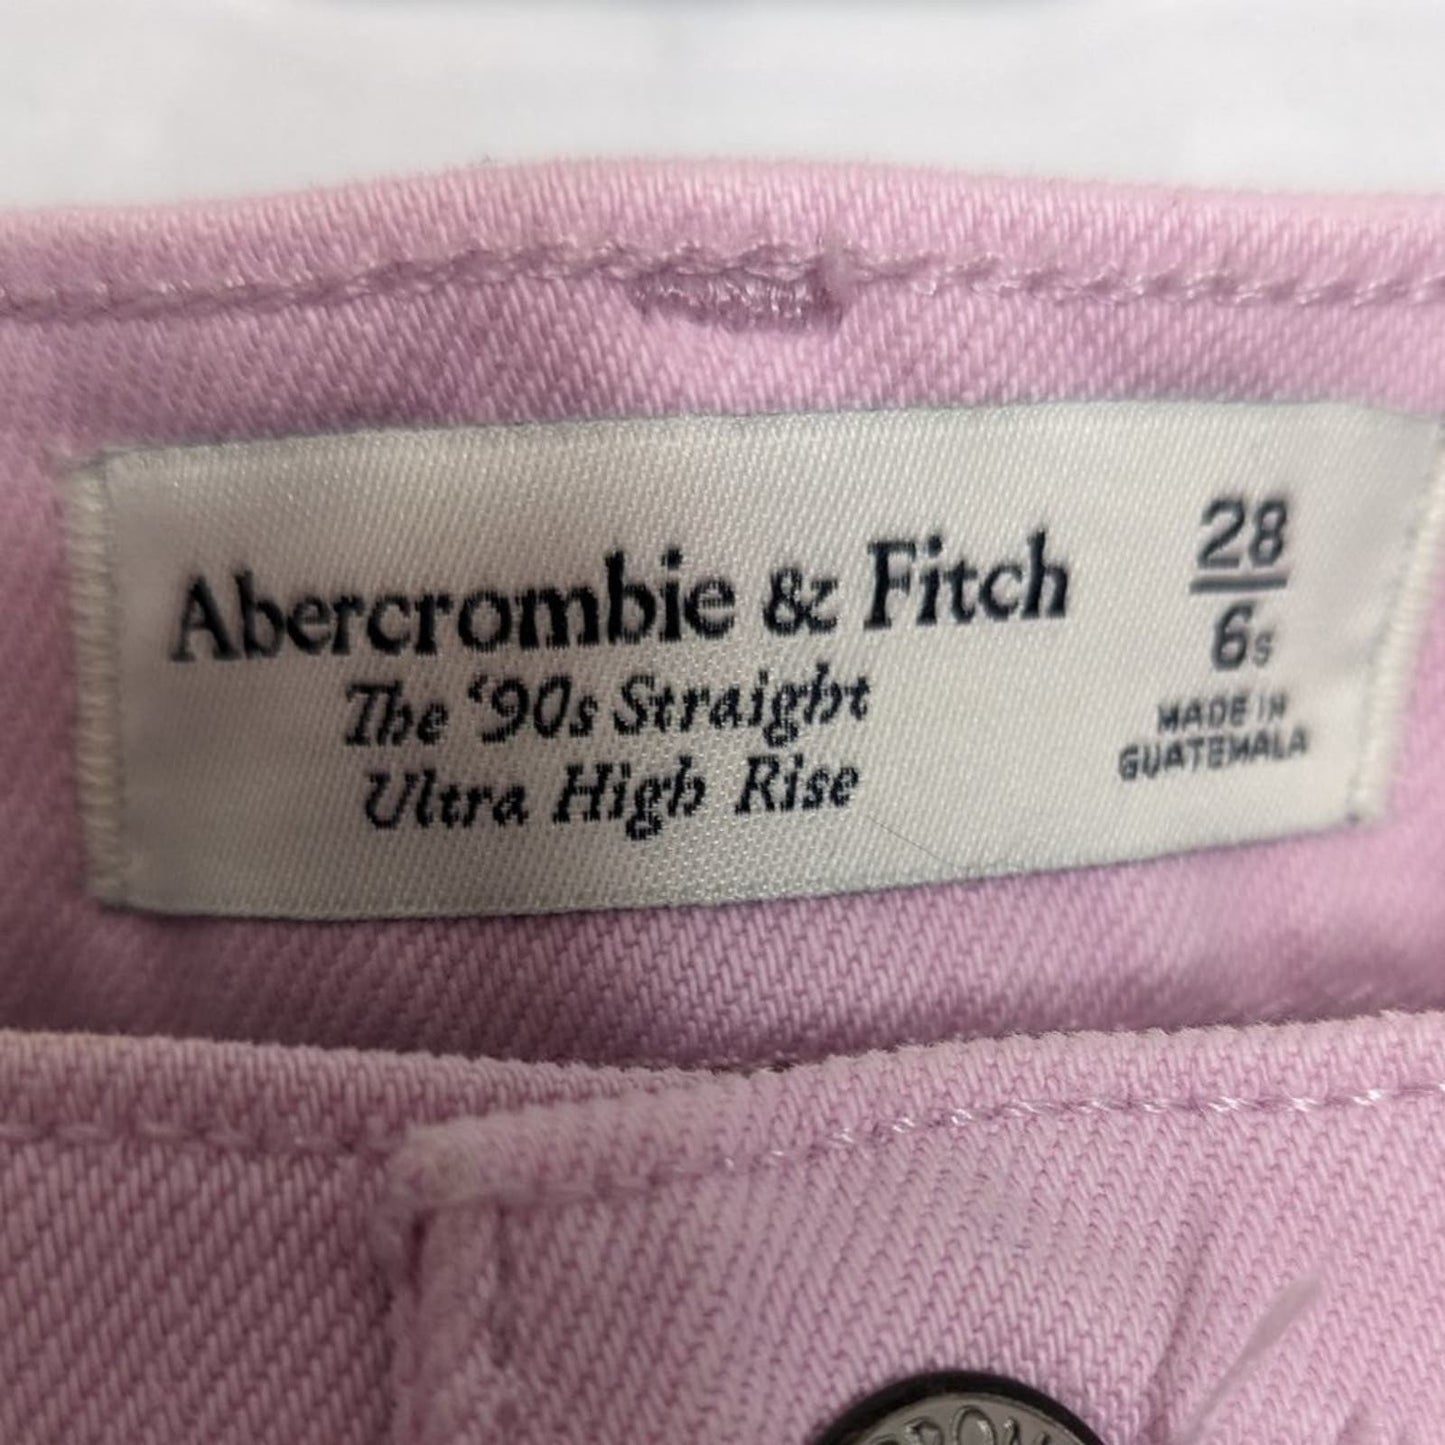 Abercrombie & Fitch
The ‘90s Straight
Ultra High Rise
28
6s
MADE IN
GUATEMALA